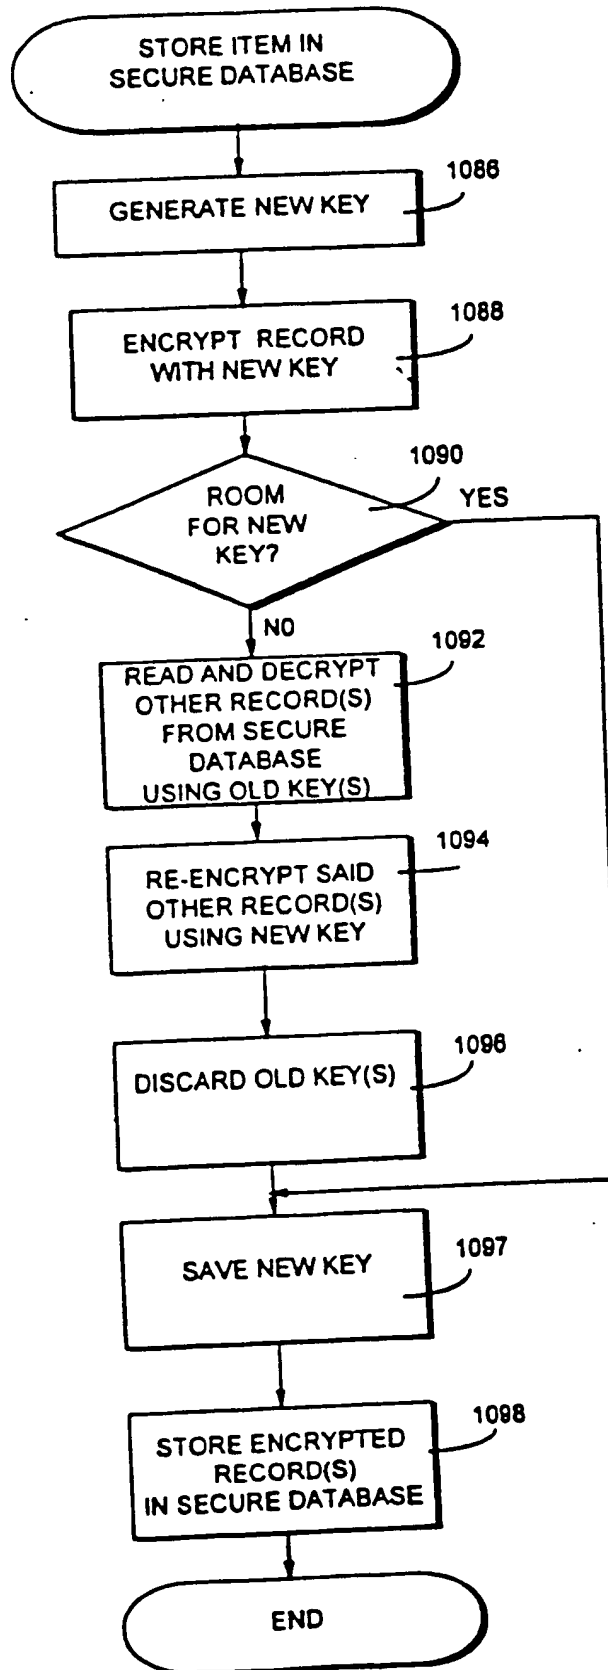 STORE ITEM IN
SECURE DATABASE
1086
GENERATE NEW KEY
1088
ENCRYPT RECORD
WITH NEW KEY
1090
YES
ROOM
FOR NEW
KEY?
NO
1092
READ AND DECRYPT
OTHER RECORD(S)
FROM SECURE
DATABASE
USING OLD KEY(S)
1094
RE-ENCRYPT SAID
OTHER RECORD(S)
USING NEW KEY
1096
DISCARD OLD KEY(S)
1097
SAVE NEW KEY
1098
STORE ENCRYPTED
RECORD(S)
IN SECURE DATABASE
END